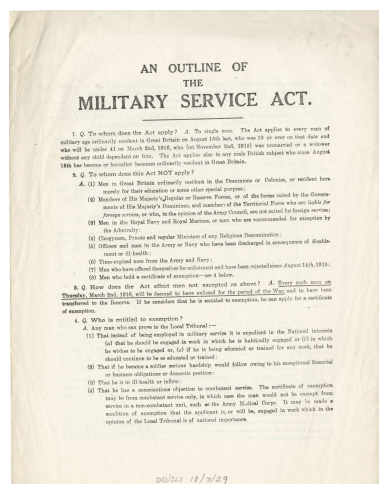 AN OUTLINE OF
THE
MILITARY SERVICE ACT.
1. Q. To whom does the Act apply? A. To single men. The Act applies to every man of
military age ordinarily resident in Great Britain on August 15th last, who was 18 or over on that date and
who will be under 41 on March 2nd, 1916, who (on November 2nd, 1915) was unmarried or a widower
without any child dependent on him. The Act applies also to any male British subject who since August
15th has become or hereafter becomes ordinarily resident in Great Britain.
2. Q. To whom does this Act NOT apply?
A. (1) Men in Great Britain ordinarily resident in the Dominions or Colonies, or resident here
merely for their education or some other special purpose;
(2) Members of His Majesty's Regular or Reserve Forces, or of the forces raised by the Govern-
ments of His Majesty's Dominions, and members of the Territorial Force who are liable for
foreign service, or who, in the opinion of the Army Council, are not suited for foreign service;
(3) Men in the Royal Navy and Royal Marines, or men who are recommended for exception by
the Admiralty;
(4) Clergymen, Priests and regular Ministers of any Religious Denomination;
(5) Officers and men in the Army or Navy who have been discharged in consequence of disable-
ment or ill-health;
(6) Time-expired men from the Army and Navy;
(7) Men who have offered themselves for enlistment and have been rejected since August 14th, 1915;
(8) Men who hold a certificate of exemption—see 4 below.
3. Q. How does the Act affect men not excepted as above? A. Every such man on
Thursday, March 2nd, 1916, will be deemed to have enlisted for the period of the War, and to have been
transferred to the Reserve. If he considers that he is entitled to exemption, he can apply for a certificate
of exemption.
4. Q. Who is entitled to exemption?
A. Any man who can prove to the Local Tribunal:—
(1) That instead of being employed in military service it is expedient in the National interests
(a) that he should be engaged in work in which he is habitually engaged or (b) in which
he wishes to be engaged or, (c) if he is being educated or trained for any work, that he
should continue to be so educated or trained:
(2) That if he became a soldier serious hardship would follow owing to his exceptional financial
or business obligations or domestic position:
(3) That he is in ill-health or infirm:
(4) That he has a conscientious objection to combatant service. The certificate of exemption
may be from combatant service only, in which case the man would not be exempt from
service in a non-combatant unit, such as the Army Medical Corps. It may be made a
condition of exemption that the applicant is, or will be, engaged in work which in the
opinion of the Local Tribunal is of national importance.
18/7/29